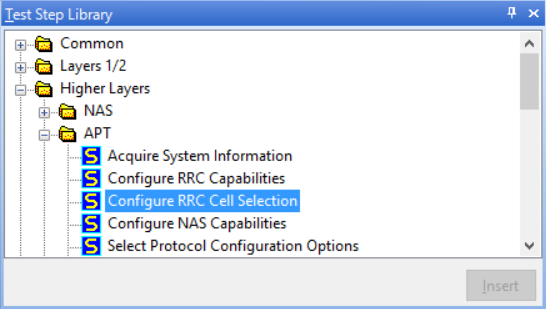 Test Step Library
Common
Layers 1/2
Higher Layers
NAS
APT
S Acquire System Information
S Configure RRC Capabilities
S Configure RRC Cell Selection
S Configure NAS Capabilities
S Select Protocol Configuration Options
Insert